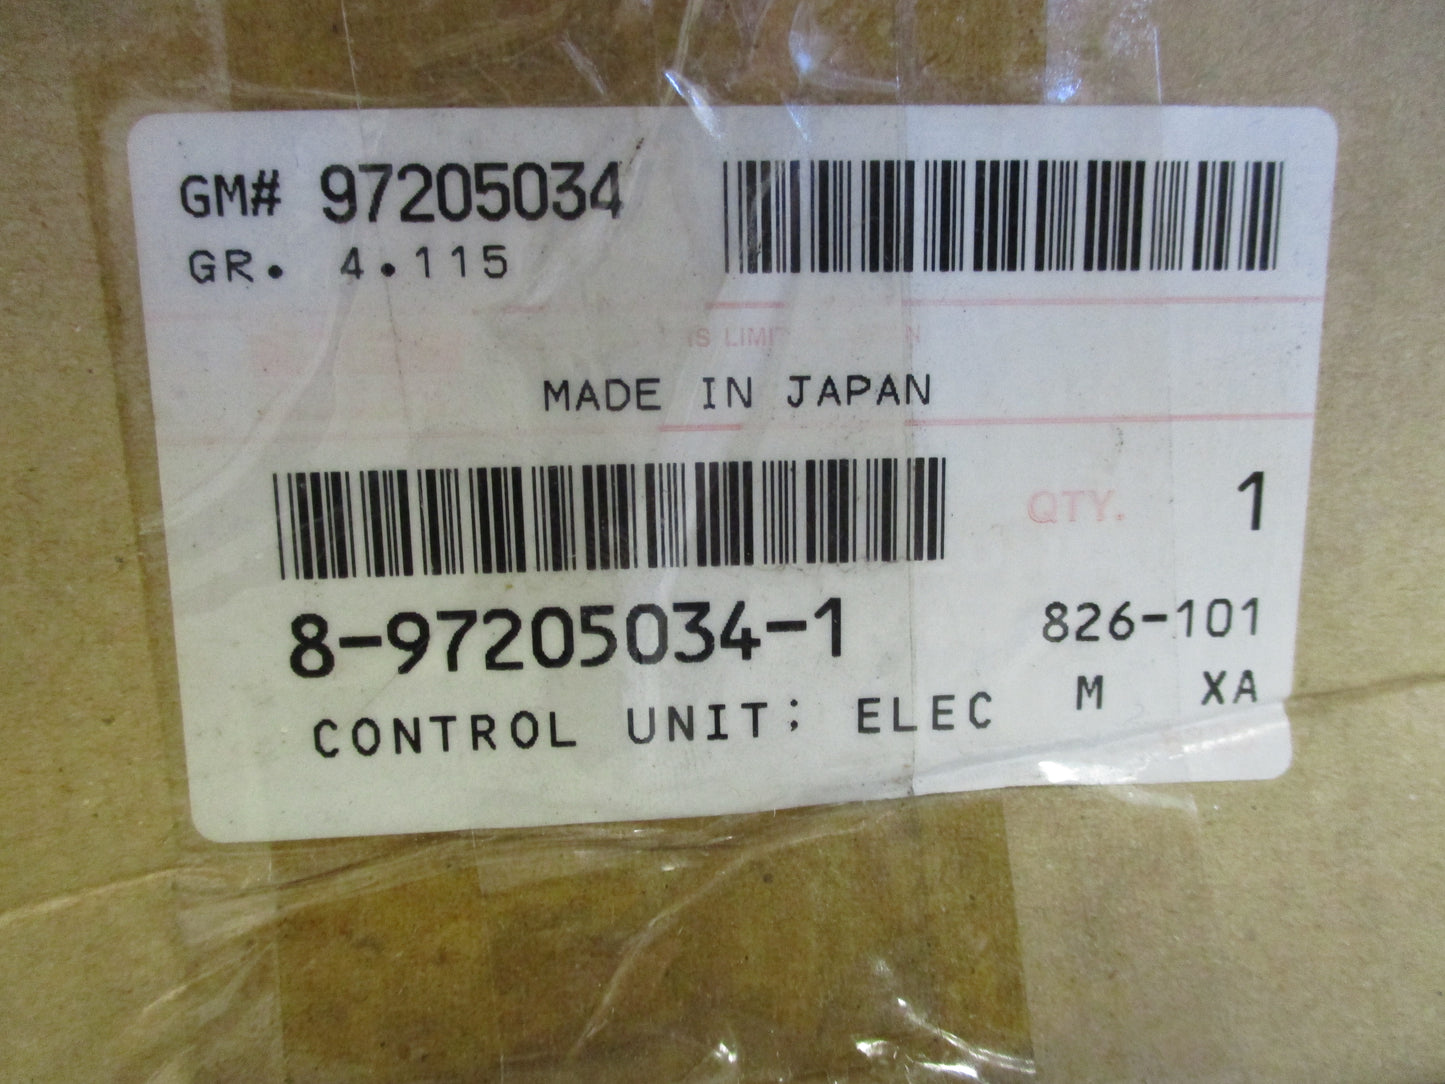 GM# 97205034
GR. 4.115
LIM
MADE IN JAPAN
QTY. 1
8-97205034-1 826-101
CONTROL UNIT; ELEC M XA